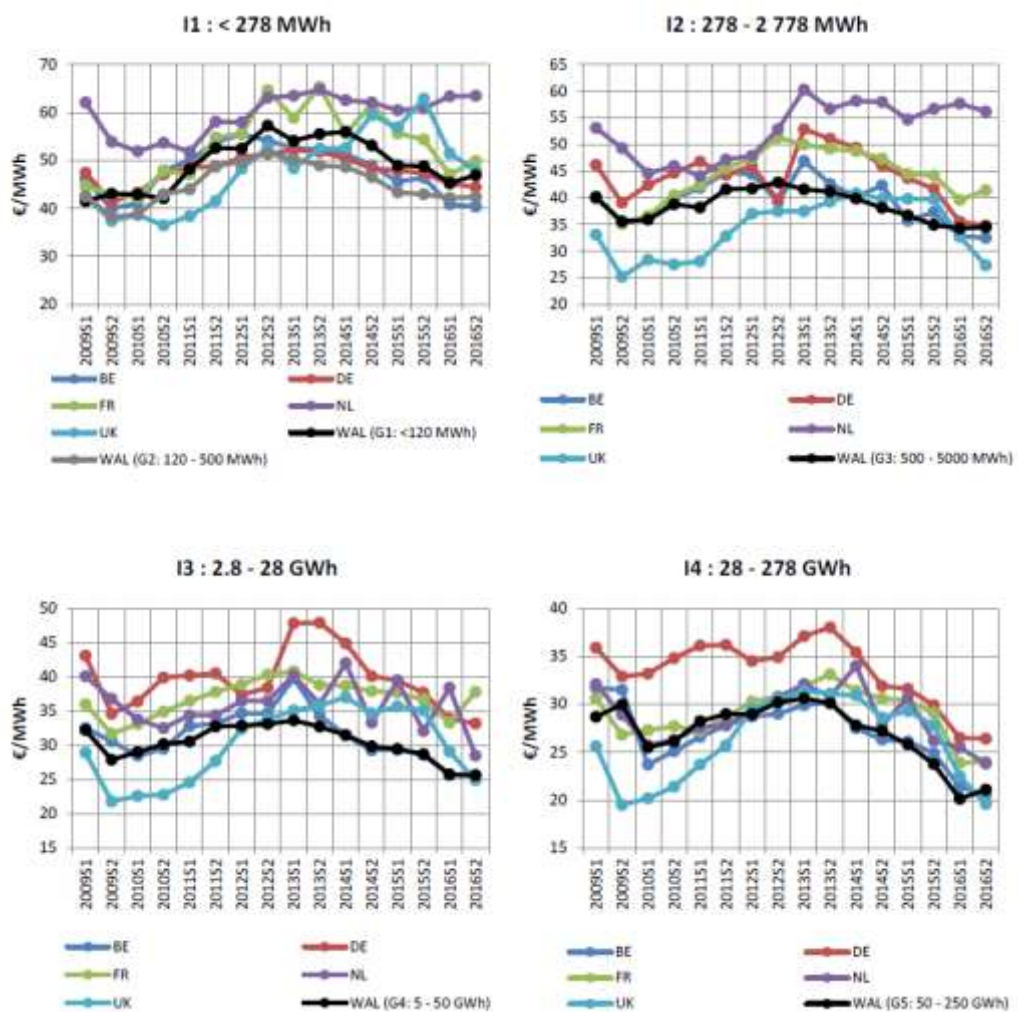 I1 : < 278 MWh
€/MWh
70
60
50
40
30
20
2009S1
2009S2
2010S1
2010S2
2011S1
2011S2
2012S1
2012S2
2013S1
2013S2
2014S1
2014S2
2015S1
2015S2
2016S1
2016S2
BE
DE
FR
NL
UK
WAL (G1: <120 MWh)
WAL (G2: 120 - 500 MWh)
I2 : 278 - 2 778 MWh
€/MWh
65
60
55
50
45
40
35
30
25
20
2009S1
2009S2
2010S1
2010S2
2011S1
2011S2
2012S1
2012S2
2013S1
2013S2
2014S1
2014S2
2015S1
2015S2
2016S1
2016S2
BE
DE
FR
NL
UK
WAL (G3: 500 - 5000 MWh)
I3 : 2.8 - 28 GWh
€/MWh
50
45
40
35
30
25
20
15
2009S1
2009S2
2010S1
2010S2
2011S1
2011S2
2012S1
2012S2
2013S1
2013S2
2014S1
2014S2
2015S1
2015S2
2016S1
2016S2
BE
DE
FR
NL
UK
WAL (G4: 5 - 50 GWh)
I4 : 28 - 278 GWh
€/MWh
40
35
30
25
20
15
2009S1
2009S2
2010S1
2010S2
2011S1
2011S2
2012S1
2012S2
2013S1
2013S2
2014S1
2014S2
2015S1
2015S2
2016S1
2016S2
BE
DE
FR
NL
UK
WAL (G5: 50 - 250 GWh)